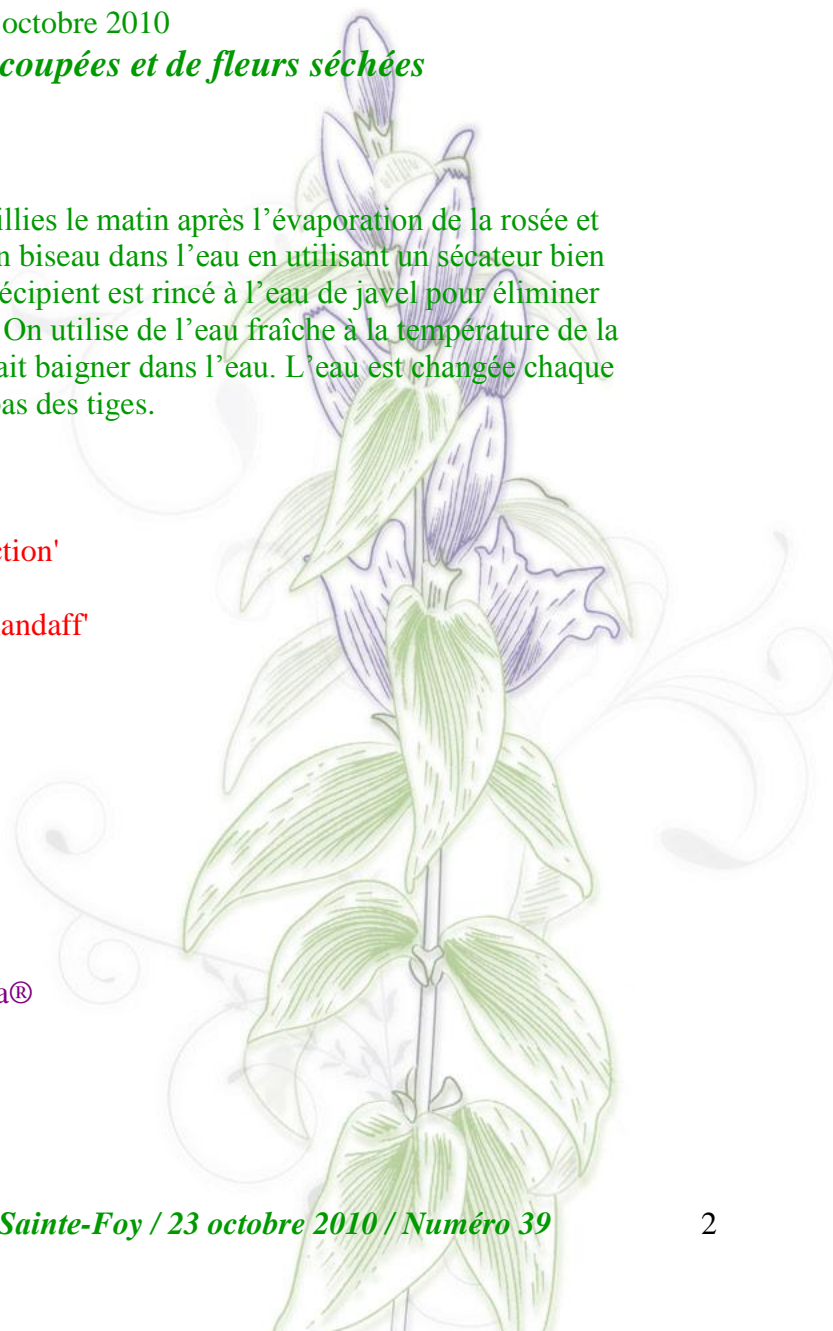 octobre 2010
coupées et de fleurs séchées
illies le matin après l’évaporation de la rosée et
n biseau dans l’eau en utilisant un sécateur bien
écipient est rincé à l’eau de javel pour éliminer
On utilise de l’eau fraîche à la température de la
ait baigner dans l’eau. L’eau est changée chaque
pas des tiges.
ction'
andaff'
a®
Sainte-Foy / 23 octobre 2010 / Numéro 39 2